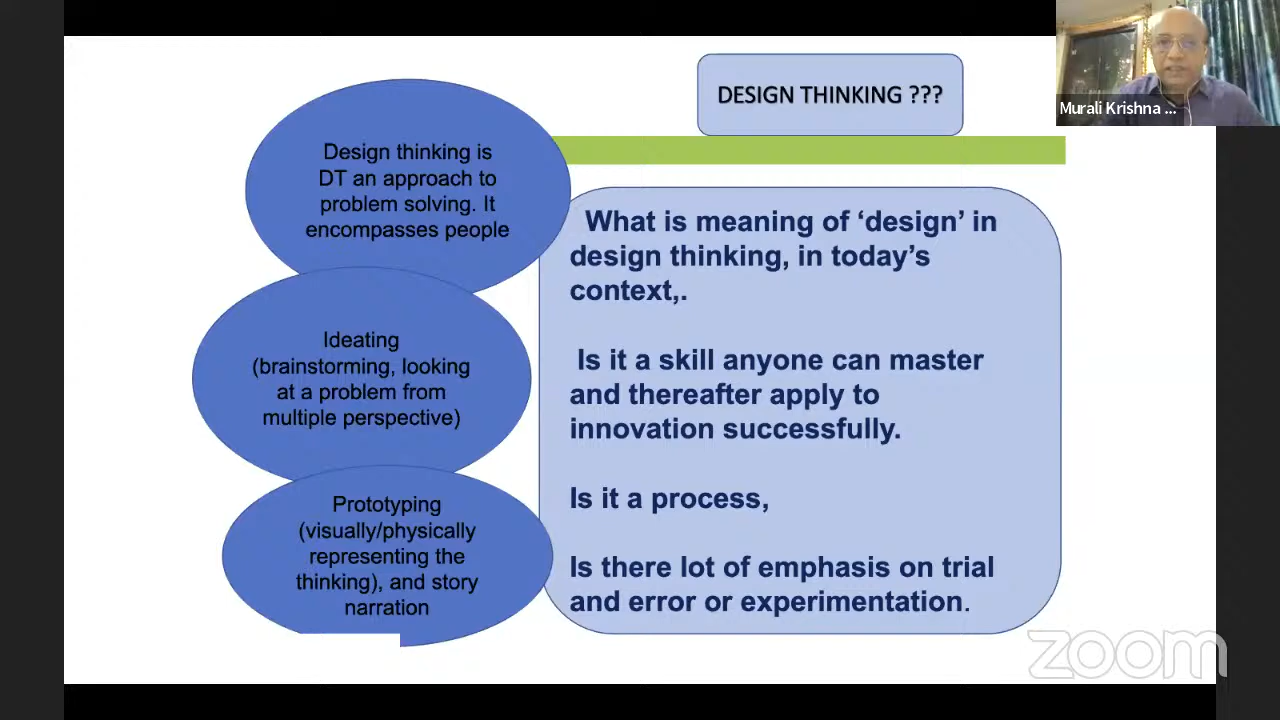 DESIGN THINKING ???
Murali Krishna ...
Design thinking is
DT an approach to
problem solving. It
encompasses people
Ideating
(brainstorming, looking
at a problem from
multiple perspective)
Prototyping
(visually/physically
representing the
thinking), and story
narration
What is meaning of ‘design’ in
design thinking, in today’s
context,.
Is it a skill anyone can master
and thereafter apply to
innovation successfully.
Is it a process,
Is there lot of emphasis on trial
and error or experimentation.
zoom